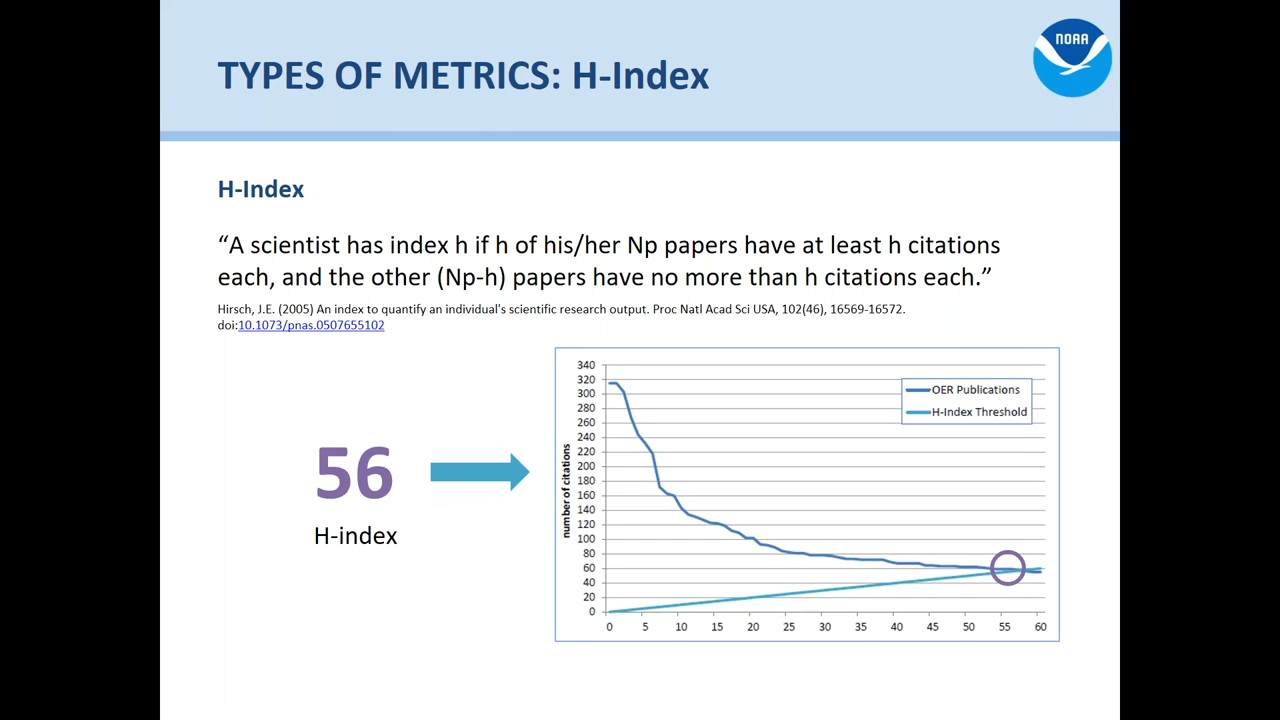 NOAA
TYPES OF METRICS: H-Index
H-Index
“A scientist has index h if h of his/her Np papers have at least h citations
each, and the other (Np-h) papers have no more than h citations each.”
Hirsch, J.E. (2005) An index to quantify an individual's scientific research output. Proc Natl Acad Sci USA, 102(46), 16569-16572.
doi:10.1073/pnas.0507655102
56
H-index
number of citations
340
320
300
280
260
240
220
200
180
160
140
120
100
80
60
40
20
0
OER Publications
H-Index Threshold
0 5 10 15 20 25 30 35 40 45 50 55 60